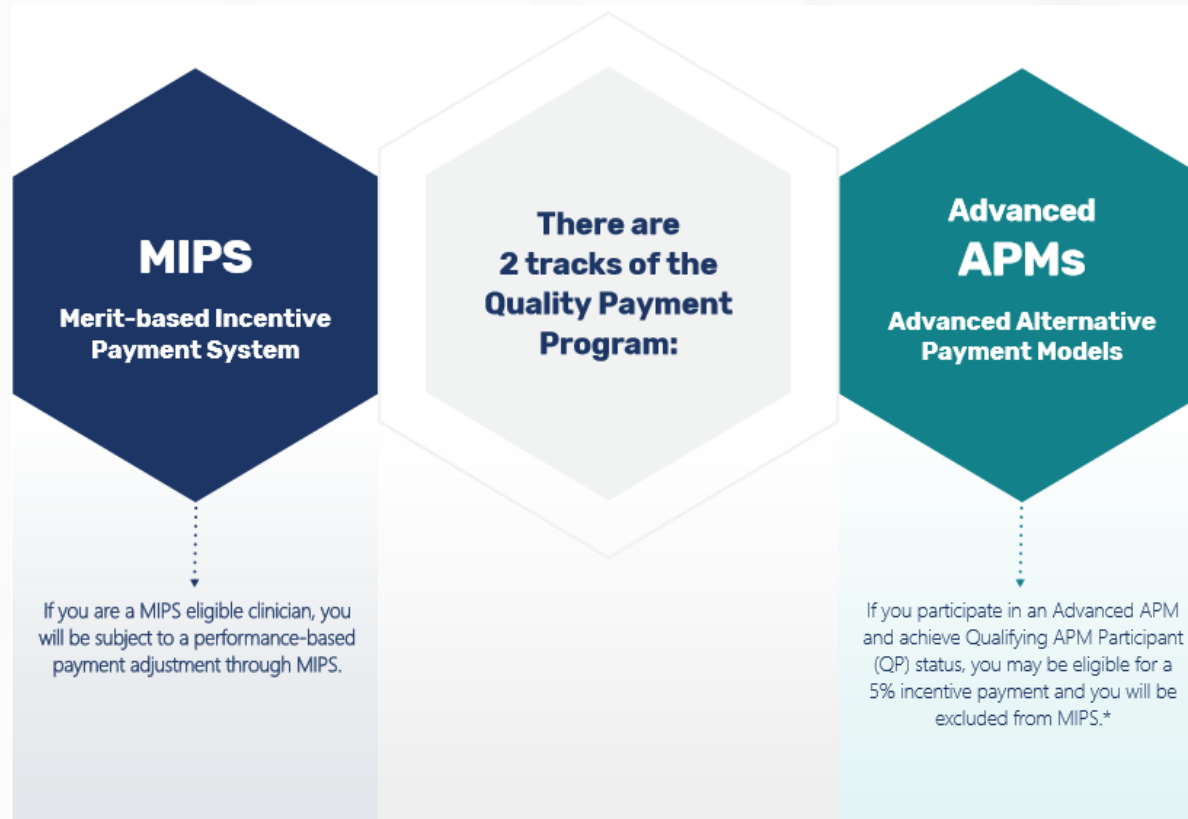 MIPS
Merit-based Incentive
Payment System
If you are a MIPS eligible clinician, you
will be subject to a performance-based
payment adjustment through MIPS.
There are
2 tracks of the
Quality Payment
Program:
Advanced
APMs
Advanced Alternative
Payment Models
If you participate in an Advanced APM
and achieve Qualifying APM Participant
(QP) status, you may be eligible for a
5% incentive payment and you will be
excluded from MIPS.*